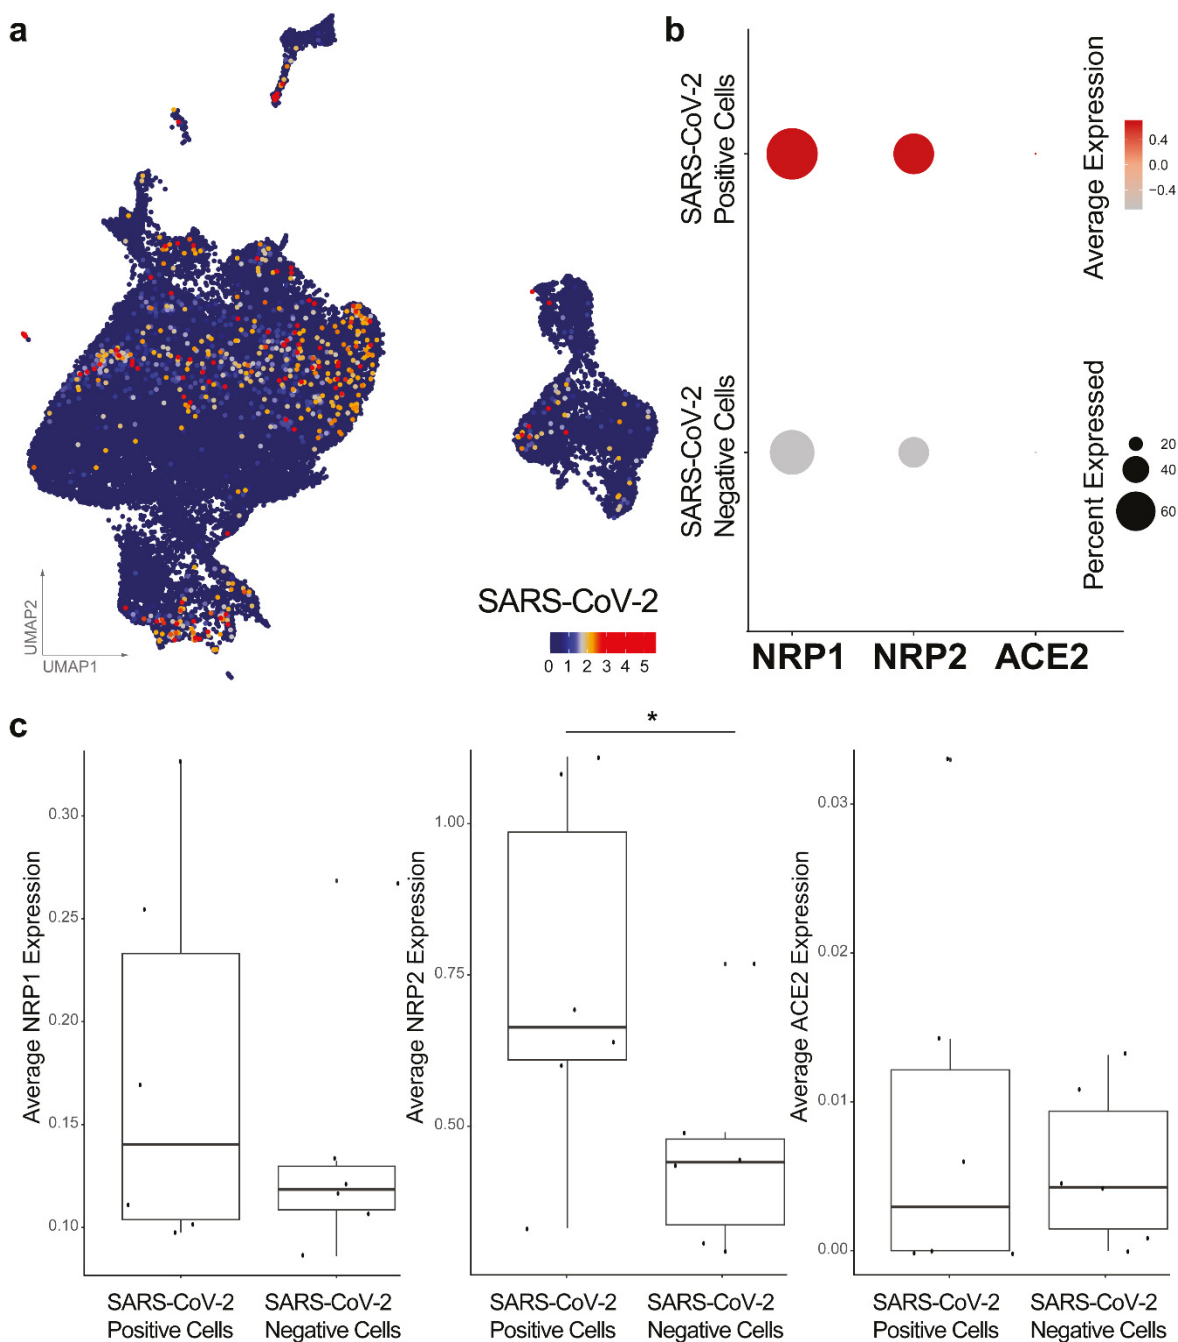 a
UMAP2
UMAP1
SARS-CoV-2
0 1 2 3 4 5
b
SARS-CoV-2
Positive Cells
SARS-CoV-2
Negative Cells
NRP1 NRP2 ACE2
Average Expression
0.4
0.0
−0.4
Percent Expressed
20
40
60
c
Average NRP1 Expression
0.30
0.25
0.20
0.15
0.10
SARS-CoV-2
Positive Cells
SARS-CoV-2
Negative Cells
*
Average NRP2 Expression
1.00
0.75
0.50
SARS-CoV-2
Positive Cells
SARS-CoV-2
Negative Cells
Average ACE2 Expression
0.03
0.02
0.01
0.00
SARS-CoV-2
Positive Cells
SARS-CoV-2
Negative Cells